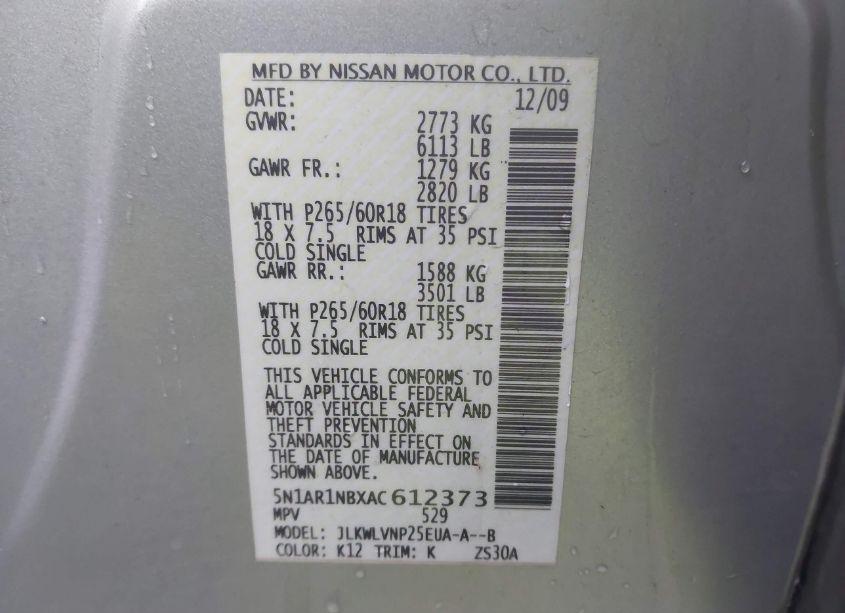 MFD BY NISSAN MOTOR CO., LTD.
DATE: 12/09
GVWR: 2773 KG
6113 LB
GAWR FR.: 1279 KG
2820 LB
WITH P265/60R18 TIRES
18 X 7.5 RIMS AT 35 PSI
COLD SINGLE
GAWR RR.: 1588 KG
3501 LB
WITH P265/60R18 TIRES
18 X 7.5 RIMS AT 35 PSI
COLD SINGLE
THIS VEHICLE CONFORMS TO
ALL APPLICABLE FEDERAL
MOTOR VEHICLE SAFETY AND
THEFT PREVENTION
STANDARDS IN EFFECT ON
THE DATE OF MANUFACTURE
SHOWN ABOVE.
5N1AR1NBXAC612373
MPV 529
MODEL: JLKWLVNP25EUA-A--B
COLOR: K12 TRIM: K ZS30A